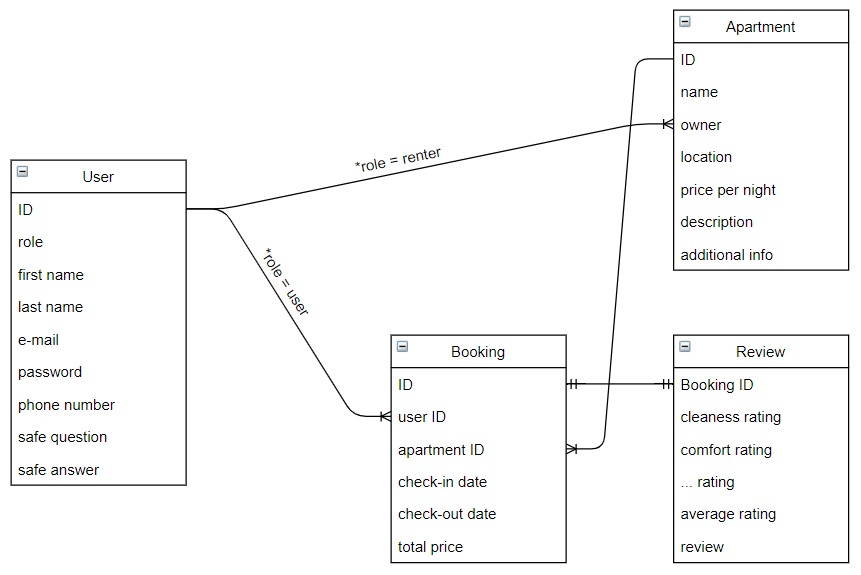 Apartment
ID
name
owner
location
price per night
description
additional info
*role = renter
User
ID
role
first name
last name
e-mail
password
phone number
safe question
safe answer
*role = user
Booking
ID
user ID
apartment ID
check-in date
check-out date
total price
Review
Booking ID
cleaness rating
comfort rating
... rating
average rating
review